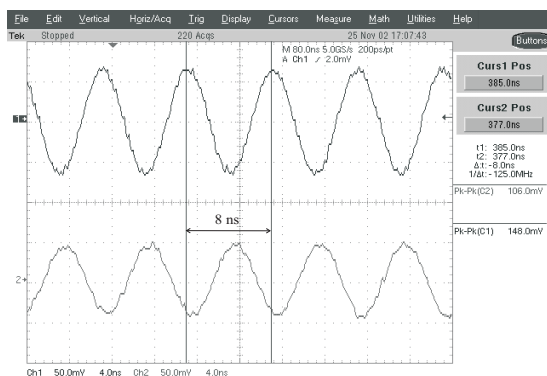 File Edit Vertical Horiz/Acq Trig Display Cursors Measure Math Utilities Help
Tek Stopped 220 Acqs 25 Nov 02 17:07:43
Buttons
M 80.0ns 5.0GS/s 200ps/pt
A Ch1 / 2.0mV
Curs1 Pos
385.0ns
Curs2 Pos
377.0ns
t1: 385.0ns
t2: 377.0ns
Δt: -8.0ns
1/Δt: -125.0MHz
Pk-Pk(C2) 106.0mV
Pk-Pk(C1) 148.0mV
1
8 ns
2
Ch1 50.0mV 4.0ns Ch2 50.0mV 4.0ns